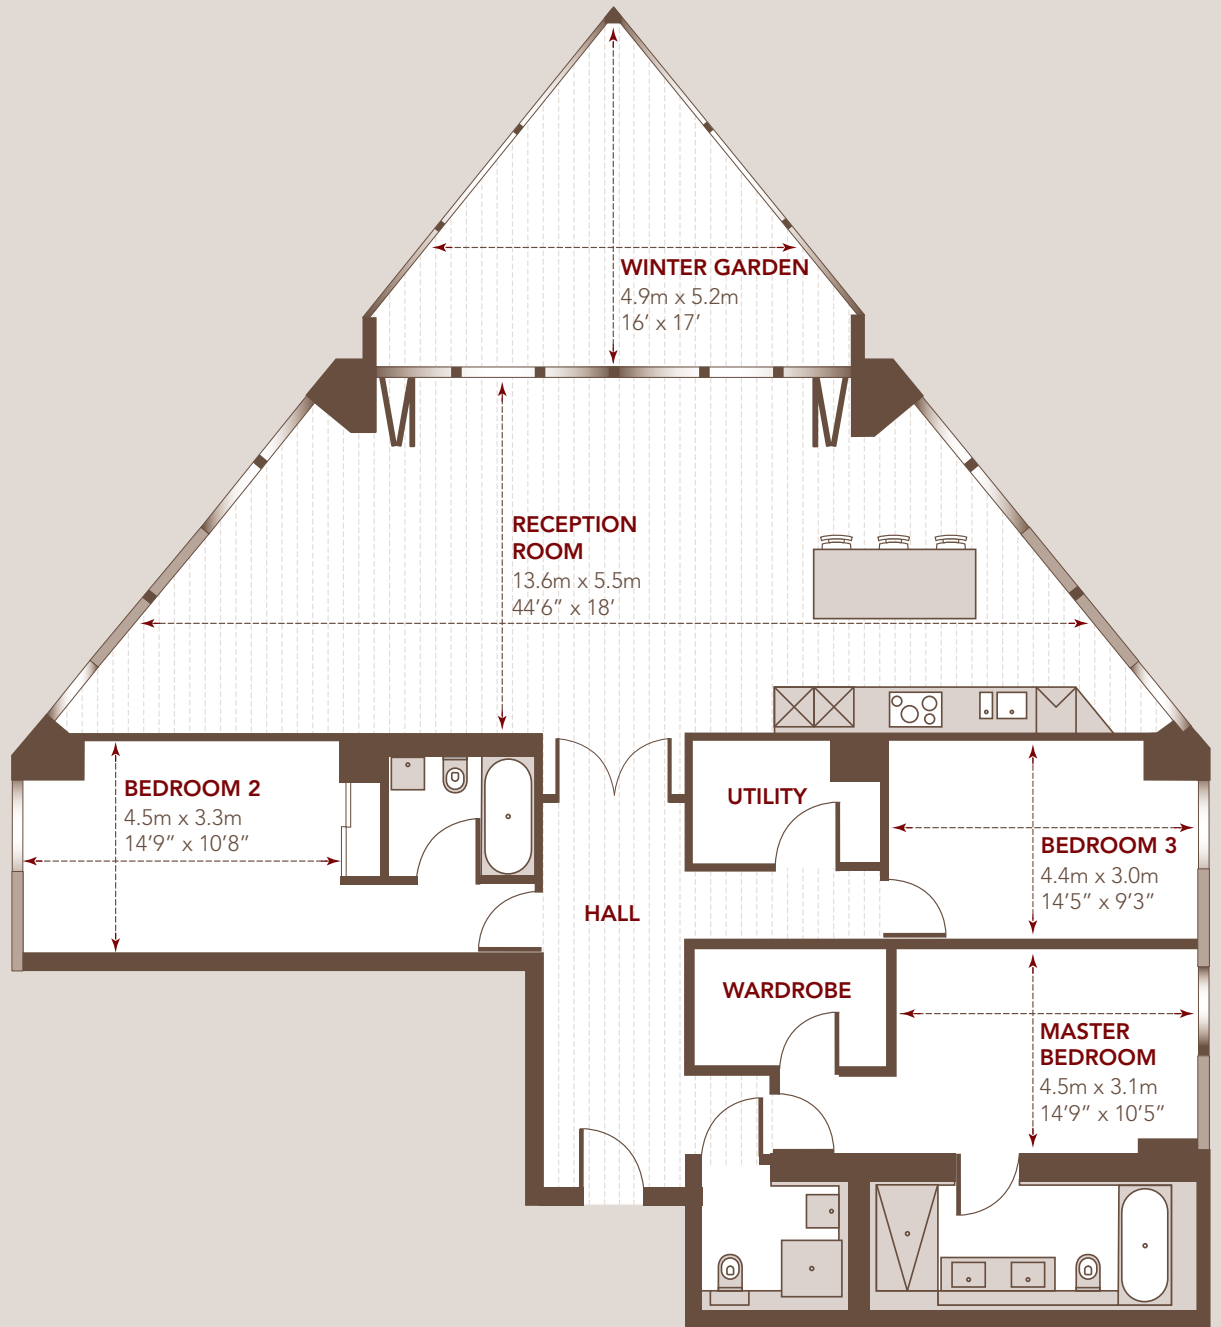 WINTER GARDEN
4.9m x 5.2m
16’ x 17’
RECEPTION
ROOM
13.6m x 5.5m
44’6” x 18’
BEDROOM 2
4.5m x 3.3m
14’9” x 10’8”
UTILITY
BEDROOM 3
4.4m x 3.0m
14’5” x 9’3”
HALL
WARDROBE
MASTER
BEDROOM
4.5m x 3.1m
14’9” x 10’5”